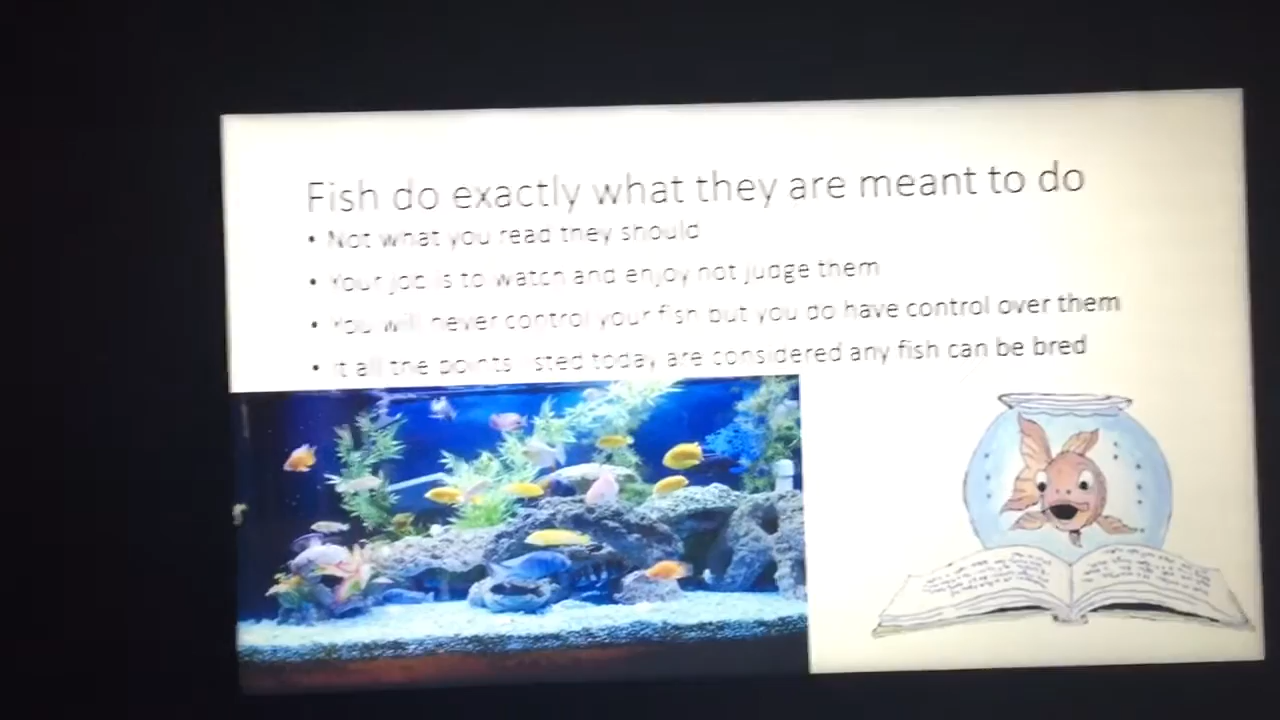 Fish do exactly what they are meant to do
• Not what you read they should
• Your job is to watch and enjoy not judge them
• You will never control your fish but you do have control over them
• If all the points listed today are considered any fish can be bred